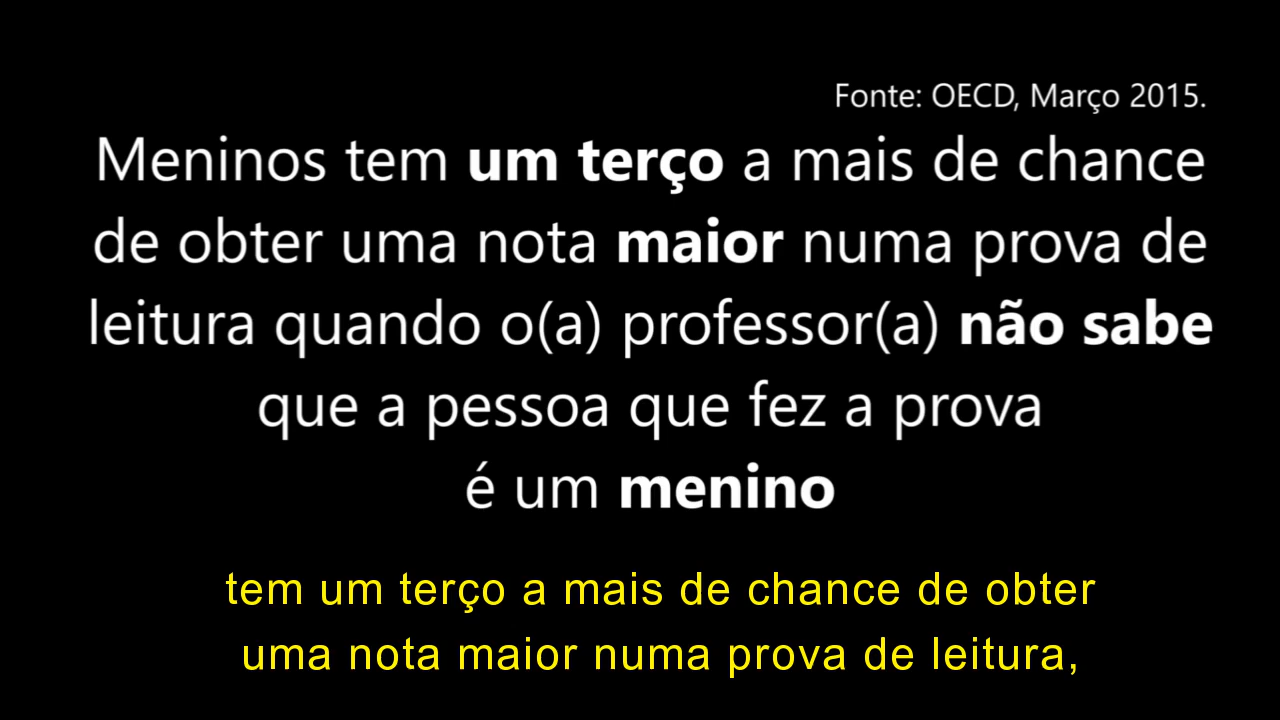 Fonte: OECD, Março 2015.
Meninos tem um terço a mais de chance
de obter uma nota maior numa prova de
leitura quando o(a) professor(a) não sabe
que a pessoa que fez a prova
é um menino
tem um terço a mais de chance de obter
uma nota maior numa prova de leitura,